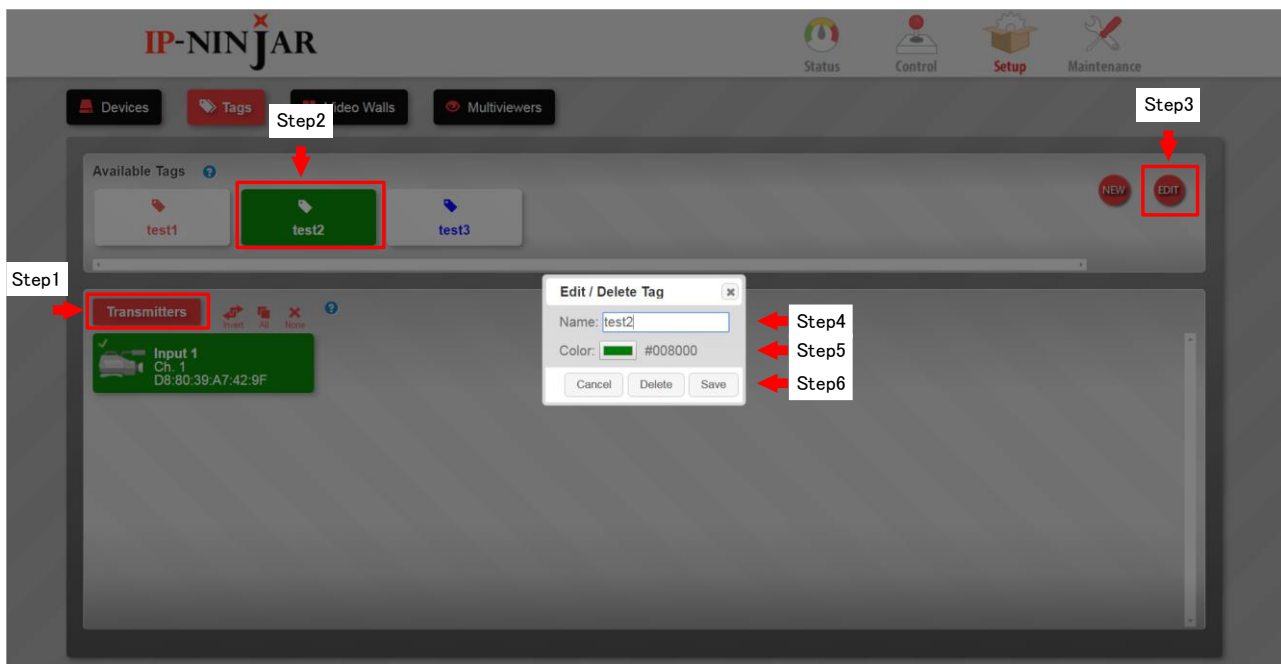 IP-NINJAR
Status
Control
Setup
Maintenance
Devices
Tags
Video Walls
Multiviewers
Step2
Step3
Available Tags
NEW
EDIT
test1
test2
test3
Step1
Transmitters
Invert
All
None
Edit / Delete Tag
Name: test2
Step4
Color: #008000
Step5
Input 1
Ch. 1
D8:80:39:A7:42:9F
Cancel
Delete
Save
Step6